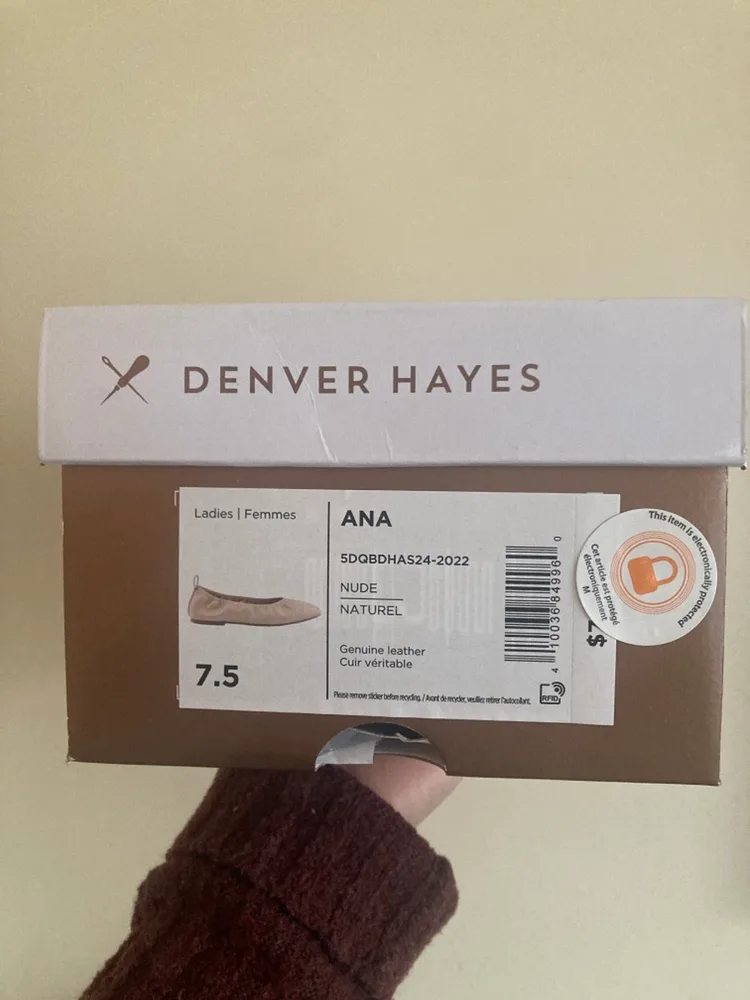 DENVER HAYES
Ladies | Femmes
7.5
ANA
5DQBDHAS24-2022
NUDE
NATUREL
Genuine leather
Cuir véritable
Please remove sticker before recycling. / Avant de recycler, veuillez retirer l'autocollant.
RFID
4 10036 84996 0
This item is electronically protected
Cet article est protégé
électroniquement
M